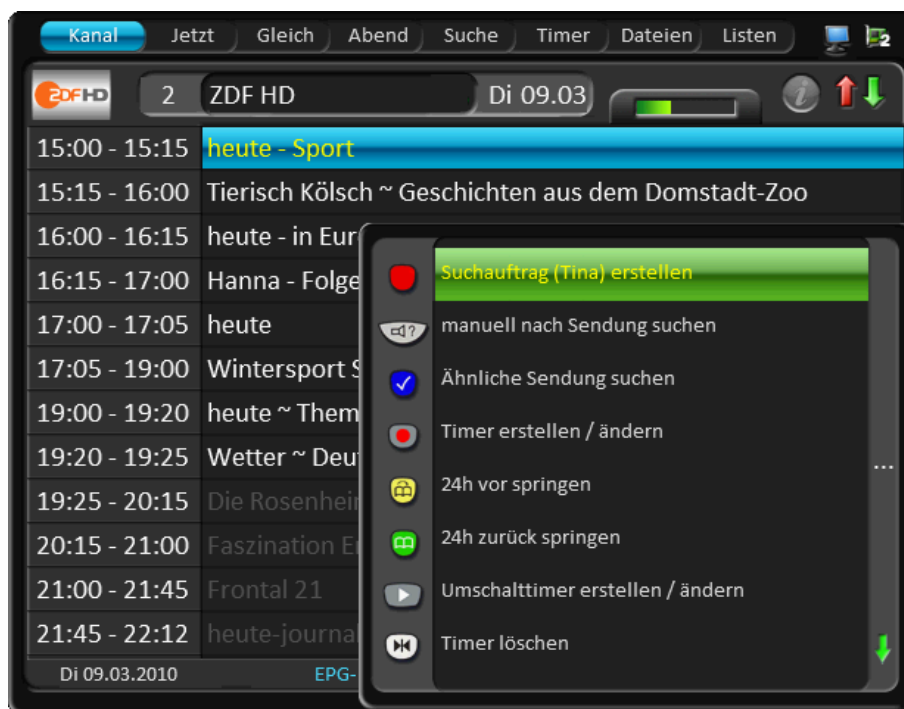 Kanal Jetzt Gleich Abend Suche Timer Dateien Listen 2
ZDF HD 2 ZDF HD Di 09.03
15:00 - 15:15 heute - Sport
15:15 - 16:00 Tierisch Kölsch ~ Geschichten aus dem Domstadt-Zoo
16:00 - 16:15 heute - in Eur
16:15 - 17:00 Hanna - Folge
17:00 - 17:05 heute
17:05 - 19:00 Wintersport S
19:00 - 19:20 heute ~ Them
19:20 - 19:25 Wetter ~ Deu
19:25 - 20:15 Die Rosenhei
20:15 - 21:00 Faszination E
21:00 - 21:45 Frontal 21
21:45 - 22:12 heute-journal
Di 09.03.2010 EPG-
Suchauftrag (Tina) erstellen
manuell nach Sendung suchen
Ähnliche Sendung suchen
Timer erstellen / ändern
24h vor springen
24h zurück springen
Umschalttimer erstellen / ändern
Timer löschen
...